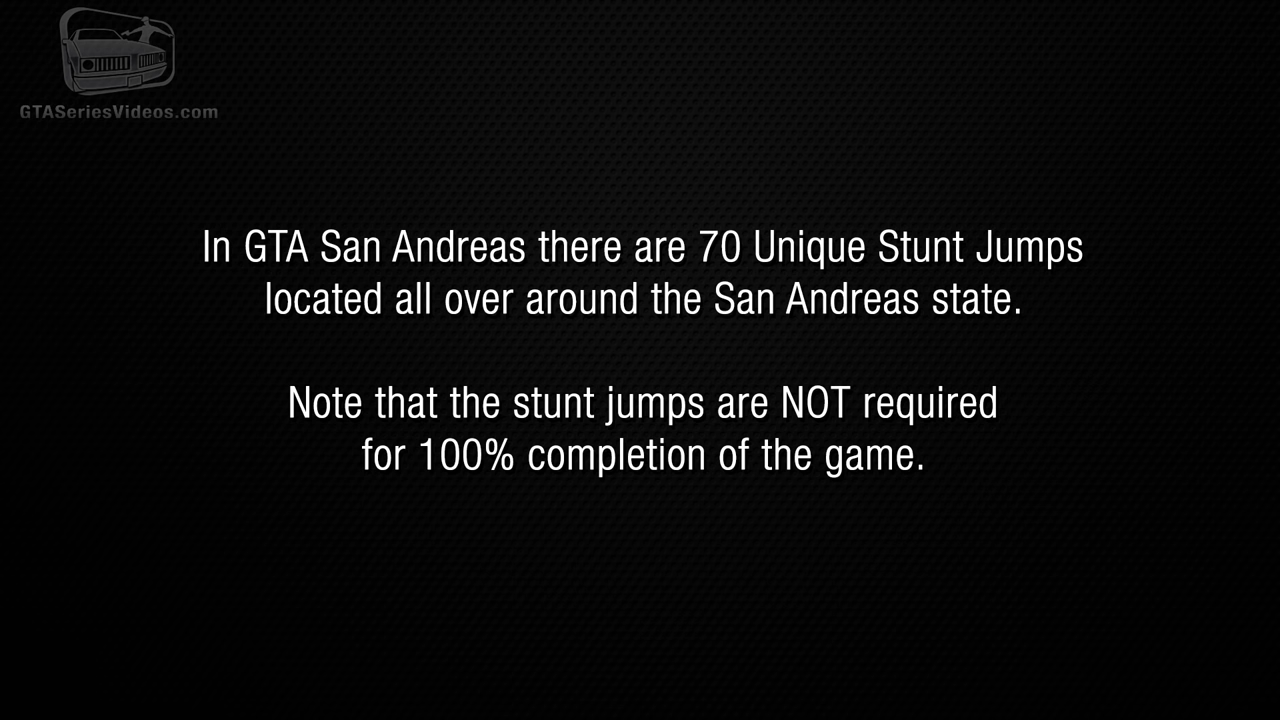 GTASeriesVideos.com
In GTA San Andreas there are 70 Unique Stunt Jumps
located all over around the San Andreas state.
Note that the stunt jumps are NOT required
for 100% completion of the game.